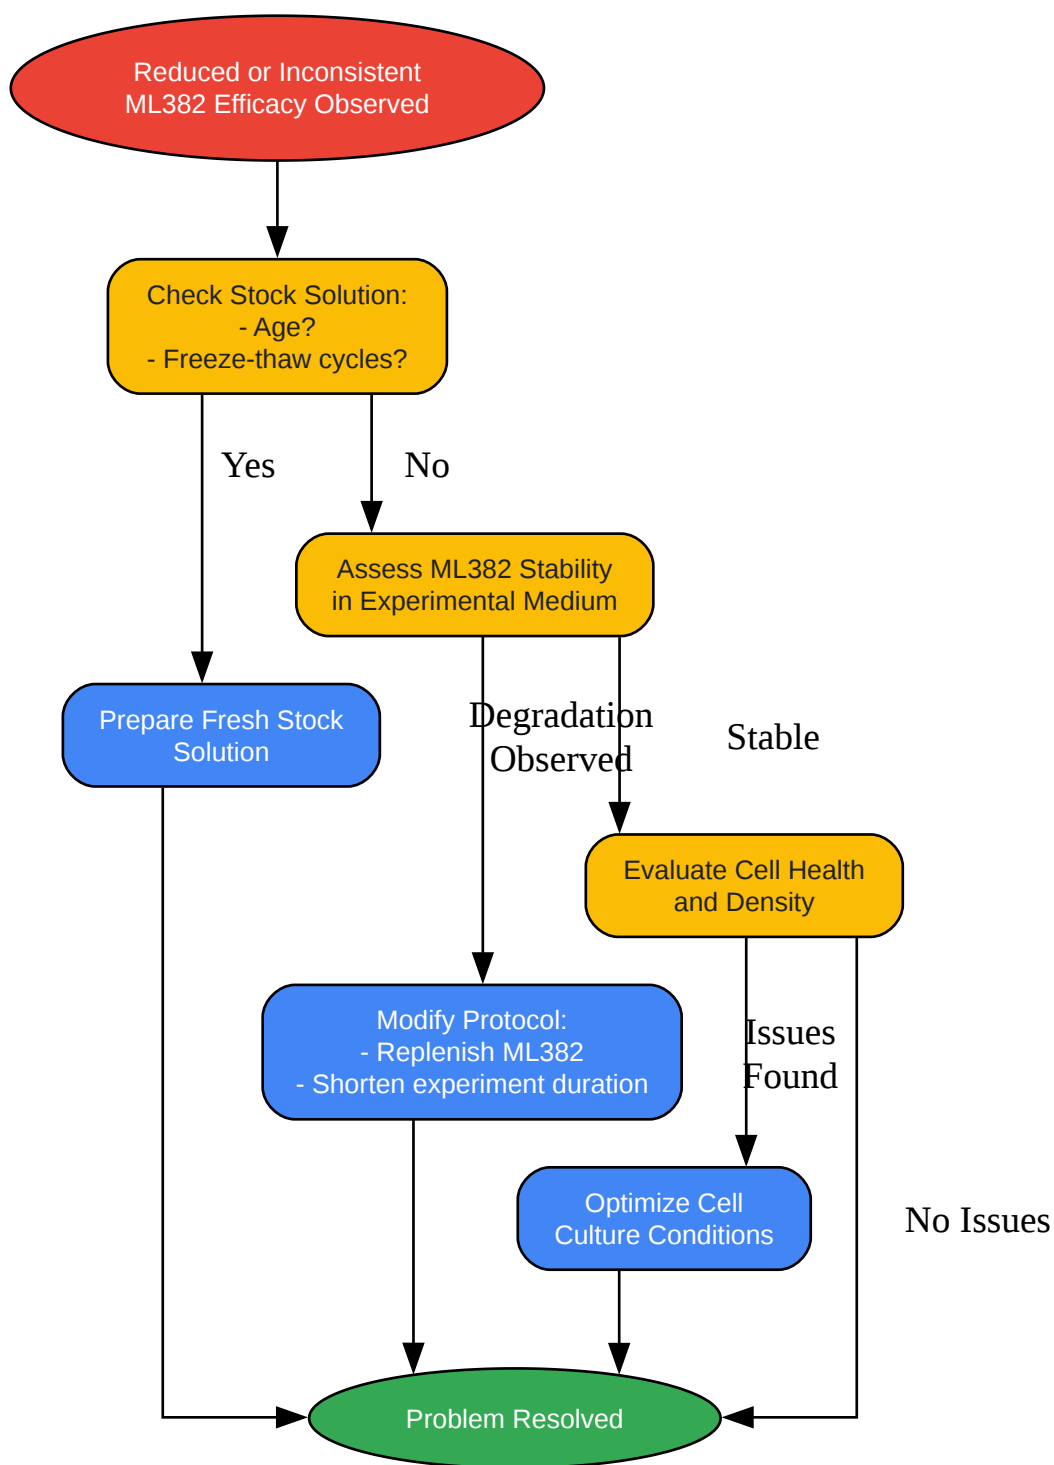 Reduced or Inconsistent
ML382 Efficacy Observed
Check Stock Solution:
- Age?
- Freeze-thaw cycles?
Yes
No
Assess ML382 Stability
in Experimental Medium
Prepare Fresh Stock
Solution
Degradation
Observed
Stable
Evaluate Cell Health
and Density
Modify Protocol:
- Replenish ML382
- Shorten experiment duration
Issues
Found
Optimize Cell
Culture Conditions
No Issues
Problem Resolved